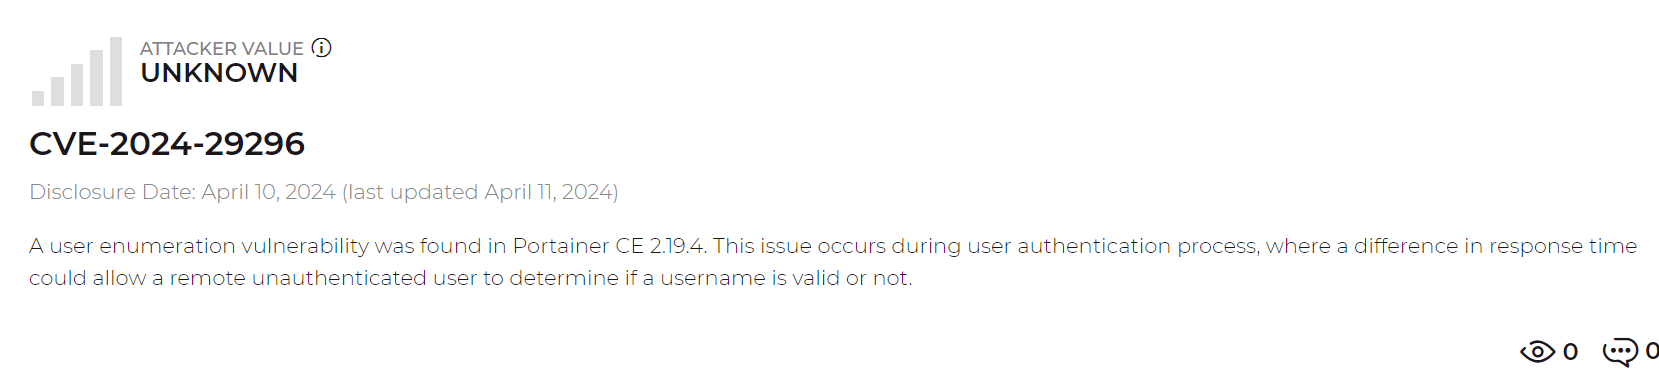 ATTACKER VALUE
UNKNOWN
CVE-2024-29296
Disclosure Date: April 10, 2024 (last updated April 11, 2024)
A user enumeration vulnerability was found in Portainer CE 2.19.4. This issue occurs during user authentication process, where a difference in response time
could allow a remote unauthenticated user to determine if a username is valid or not.
0 0